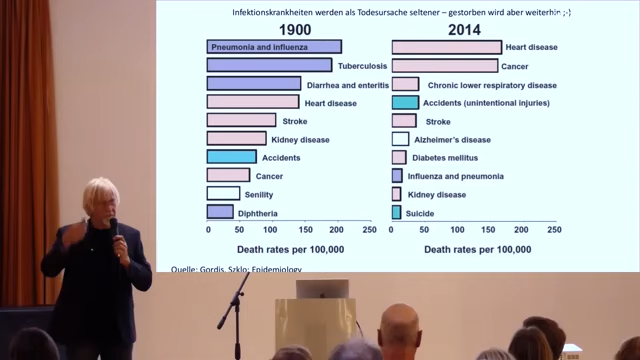 Infektionskrankheiten werden als Todesursache seltener – gestorben wird aber weiterhin ;-)
1900
Pneumonia and influenza
Tuberculosis
Diarrhea and enteritis
Heart disease
Stroke
Kidney disease
Accidents
Cancer
Senility
Diphtheria
0 50 100 150 200 250
Death rates per 100,000
2014
Heart disease
Cancer
Chronic lower respiratory disease
Accidents (unintentional injuries)
Stroke
Alzheimer's disease
Diabetes mellitus
Influenza and pneumonia
Kidney disease
Suicide
0 50 100 150 200 250
Death rates per 100,000
Quelle: Gordis, Szklo: Epidemiology